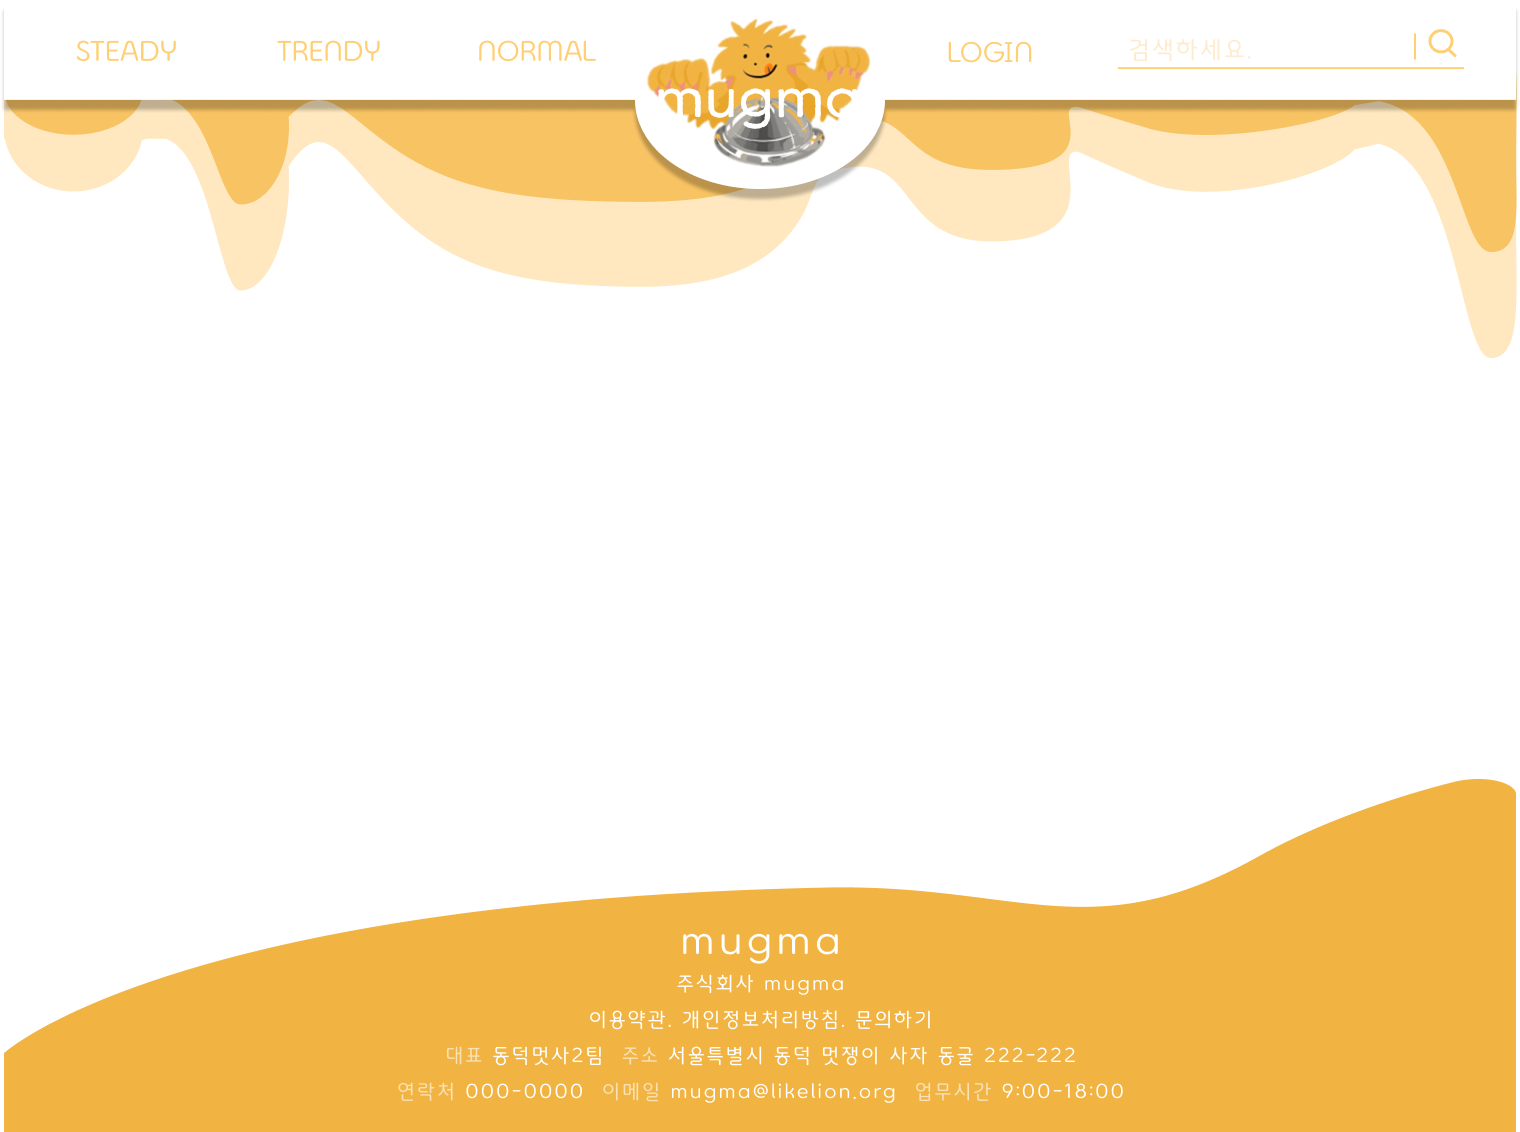 STEADY TRENDY NORMAL mugma LOGIN 검색하세요.
mugma
주식회사 mugma
이용약관. 개인정보처리방침. 문의하기
대표 동덕멋사2팀 주소 서울특별시 동덕 멋쟁이 사자 동굴 222-222
연락처 000-0000 이메일 mugma@likelion.org 업무시간 9:00-18:00